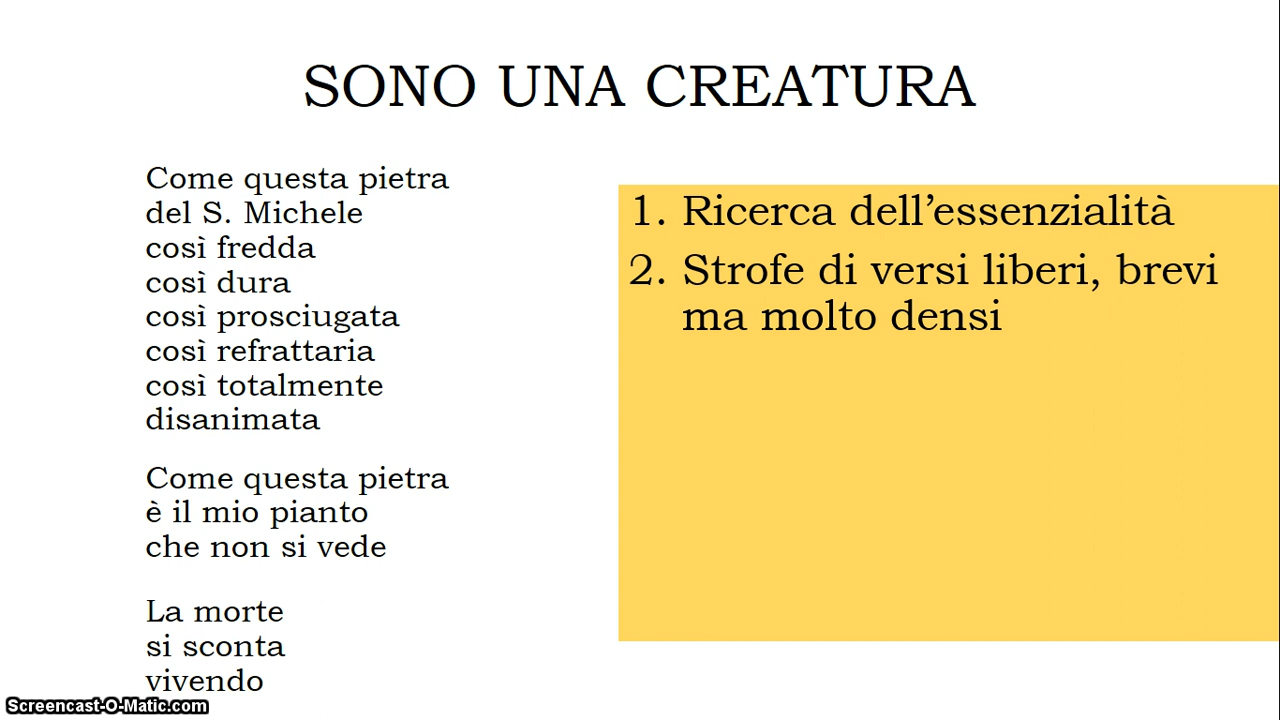 SONO UNA CREATURA
Come questa pietra
del S. Michele
così fredda
così dura
così prosciugata
così refrattaria
così totalmente
disanimata
Come questa pietra
è il mio pianto
che non si vede
La morte
si sconta
vivendo
1. Ricerca dell’essenzialità
2. Strofe di versi liberi, brevi
ma molto densi
Screencast-O-Matic.com